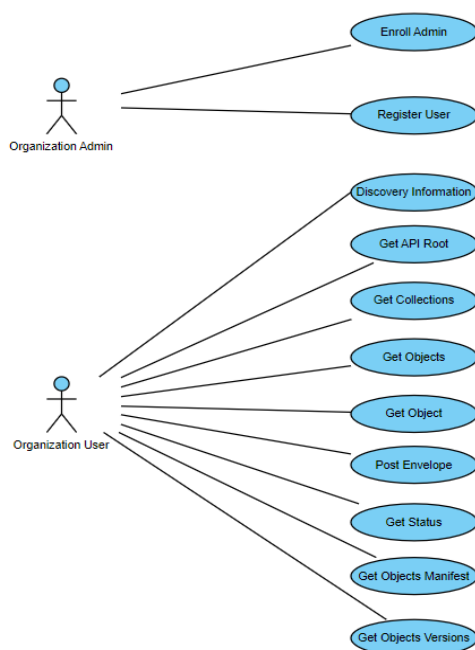 Enroll Admin
Organization Admin
Register User
Discovery Information
Get API Root
Get Collections
Get Objects
Organization User
Get Object
Post Envelope
Get Status
Get Objects Manifest
Get Objects Versions